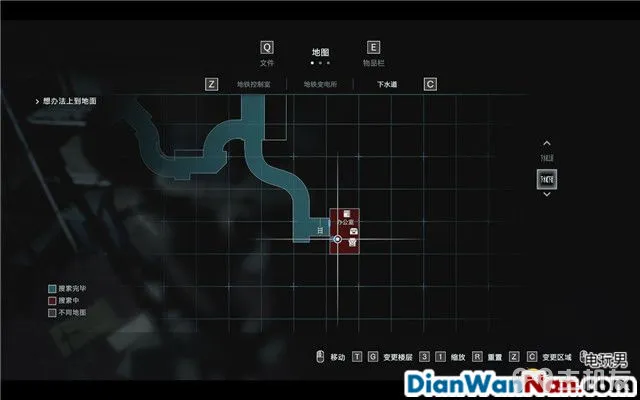 Q
E
地图
文件
物品栏
Z
地铁控制室
地铁变电所
下水道
C
想办法上到地面
办公室
搜索完毕
搜索中
不同地图
移动 T G 变更楼层 3 1 缩放 R 重置 Z C 变更区域
电玩男
DianWanNan.com